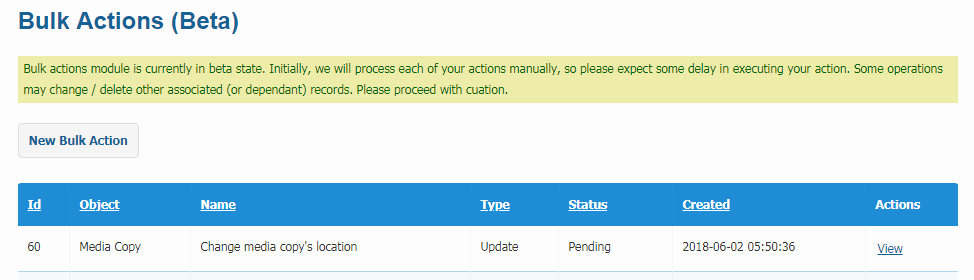 Bulk Actions (Beta)
Bulk actions module is currently in beta state. Initially, we will process each of your actions manually, so please expect some delay in executing your action. Some operations
may change / delete other associated (or dependant) records. Please proceed with cuation.
New Bulk Action
Id Object Name Type Status Created Actions
60 Media Copy Change media copy's location Update Pending 2018-06-02 05:50:36 View